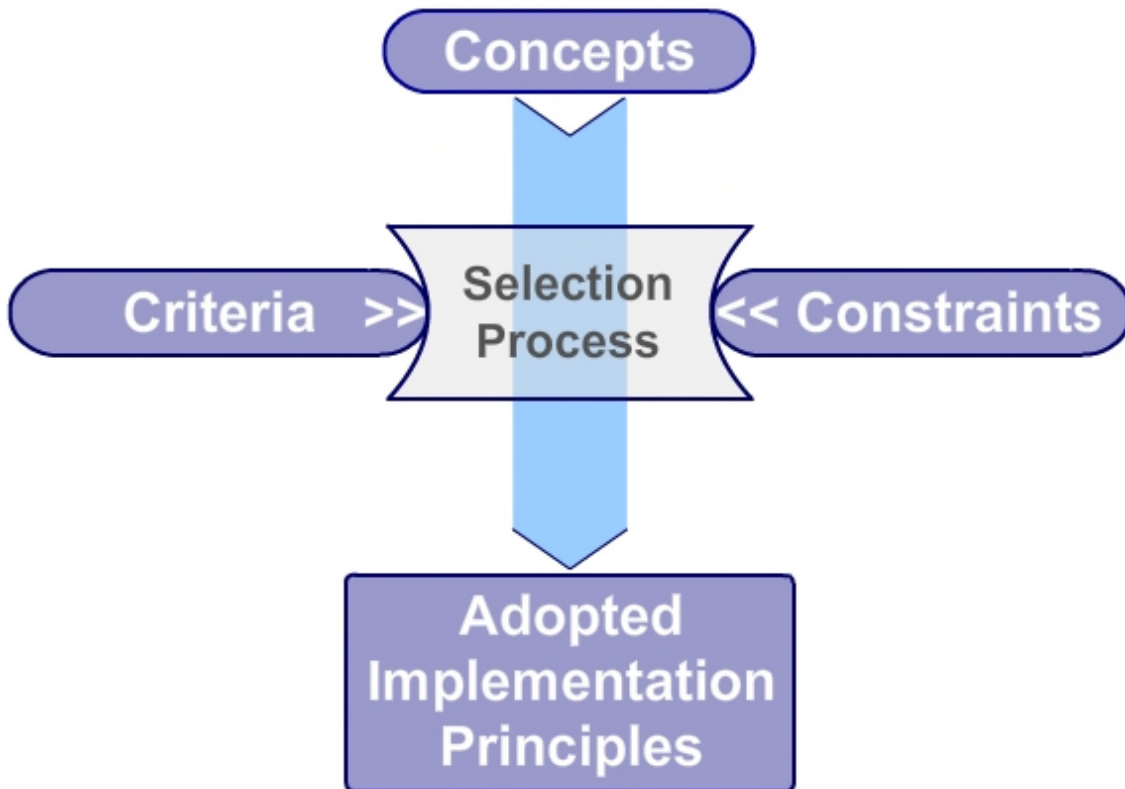 Concepts
Selection
Process
Criteria >>
<< Constraints
Adopted
Implementation
Principles